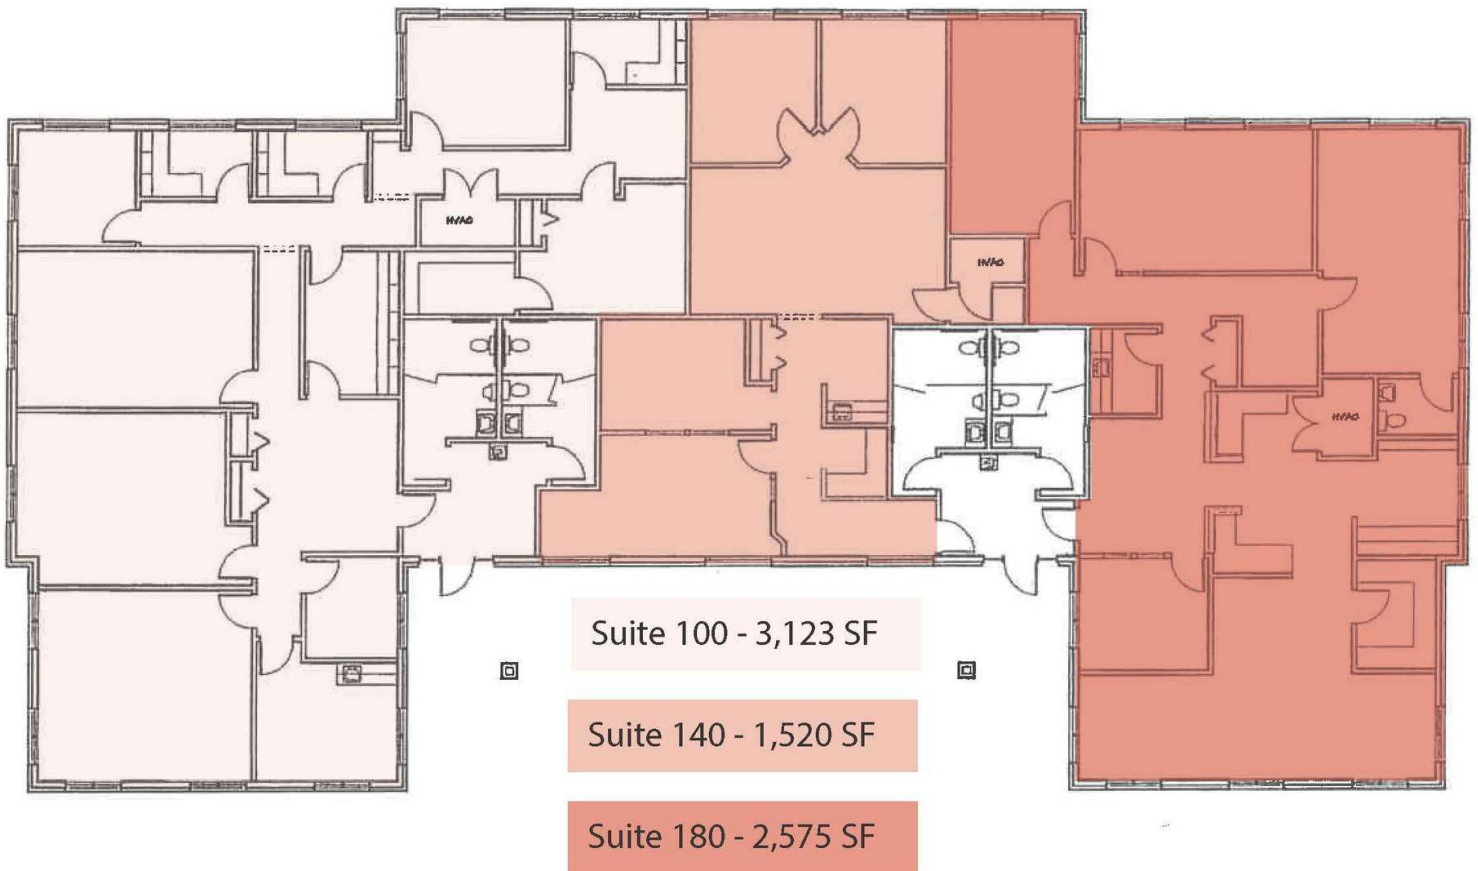 HVAC
HVAC
HVAC
Suite 100 - 3,123 SF
Suite 140 - 1,520 SF
Suite 180 - 2,575 SF